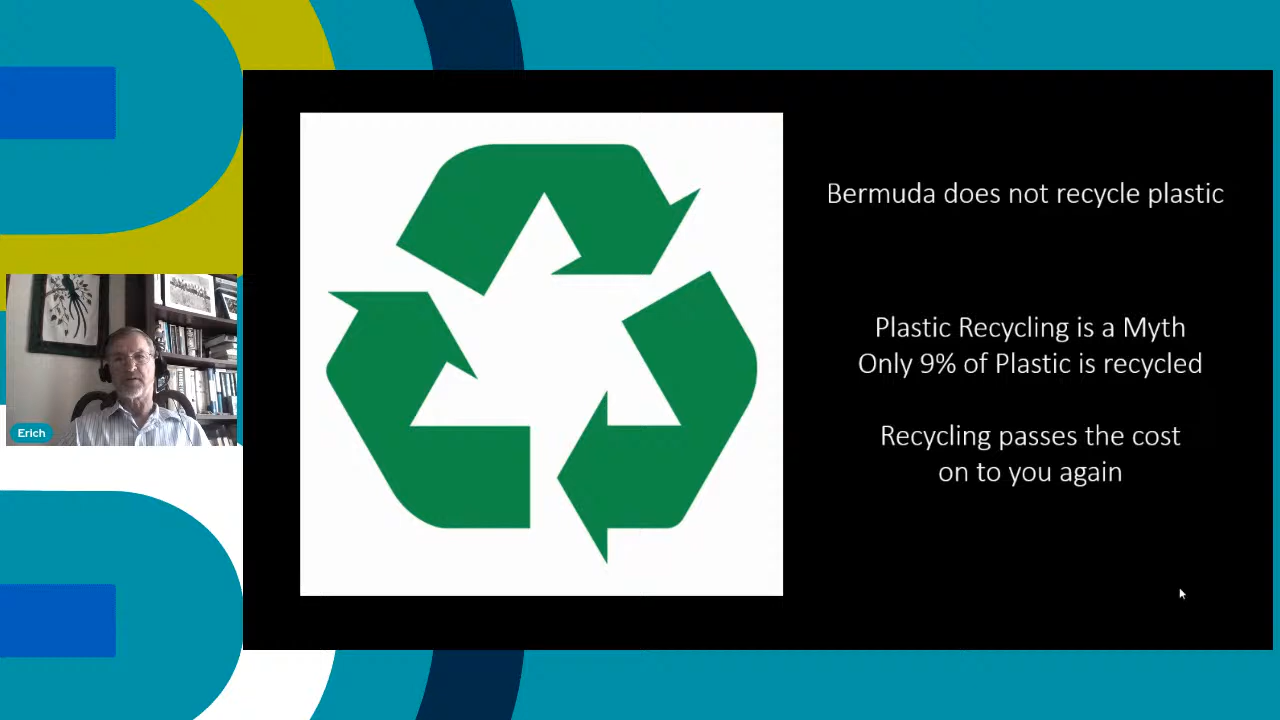 Bermuda does not recycle plastic
Plastic Recycling is a Myth
Only 9% of Plastic is recycled
Recycling passes the cost
on to you again
Erich